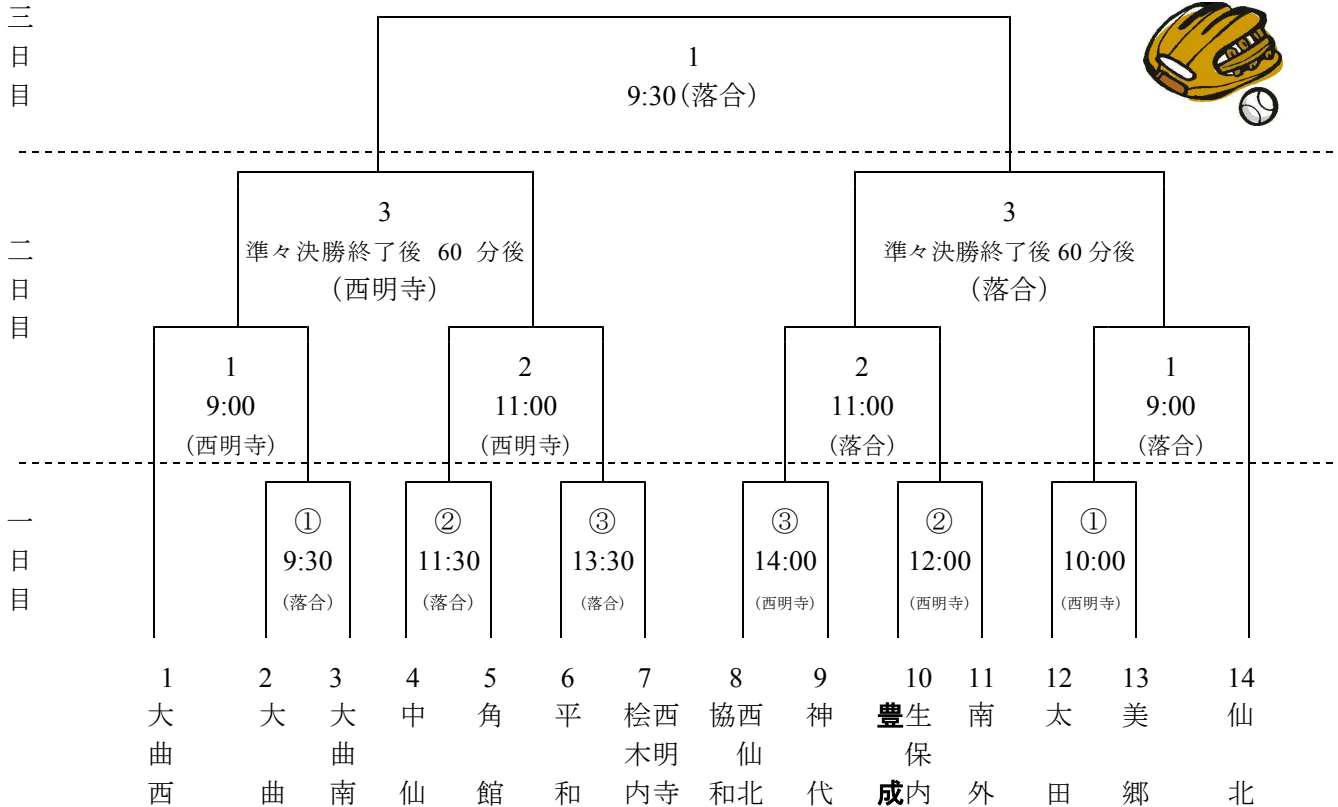 三日目
1
9:30(落合)
二日目
3
準々決勝終了後 60 分後
(西明寺)
3
準々決勝終了後 60 分後
(落合)
1
9:00
(西明寺)
2
11:00
(西明寺)
2
11:00
(落合)
1
9:00
(落合)
一日目
①
9:30
(落合)
②
11:30
(落合)
③
13:30
(落合)
③
14:00
(西明寺)
②
12:00
(西明寺)
①
10:00
(西明寺)
1
大曲西
2
大曲
3
大曲南
4
中仙
5
角館
6
平和
7
西明寺
桧木内
8
西仙北
協和
9
神代
10
生保内
豊成
11
南外
12
太田
13
美郷
14
仙北